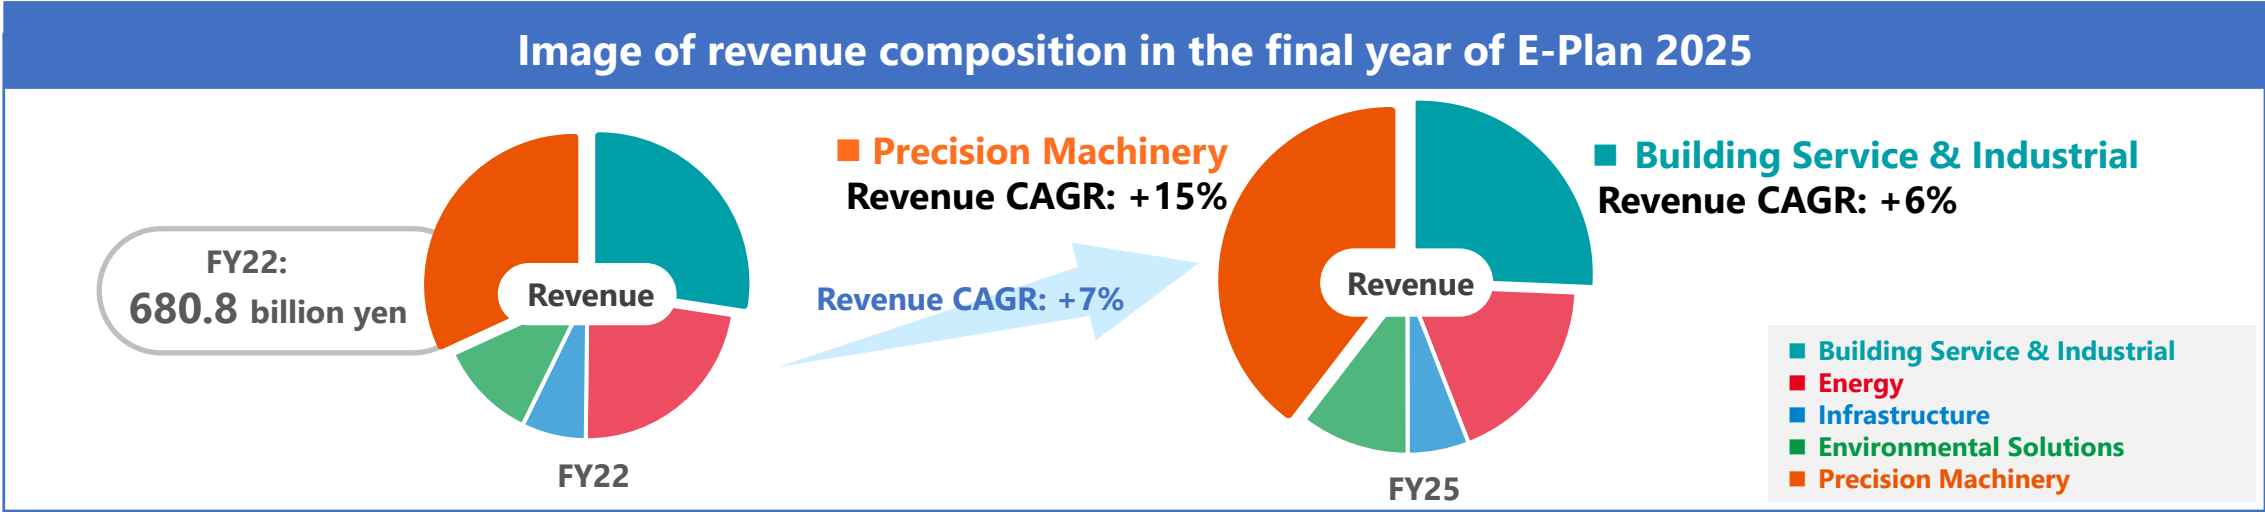 Image of revenue composition in the final year of E-Plan 2025
FY22:
680.8 billion yen
Revenue
FY22
Precision Machinery
Revenue CAGR: +15%
Revenue CAGR: +7%
Revenue
FY25
Building Service & Industrial
Revenue CAGR: +6%
Building Service & Industrial
Energy
Infrastructure
Environmental Solutions
Precision Machinery